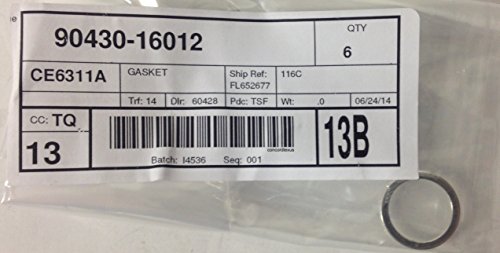 90430-16012
QTY
6
CE6311A
GASKET
Ship Ref:
FL652677
116C
Trf: 14
Dlr: 60428
Pdc: TSF
Wt:
.0
06/24/14
CC: TQ
13
concordexus
13B
Batch: I4536
Seq: 001